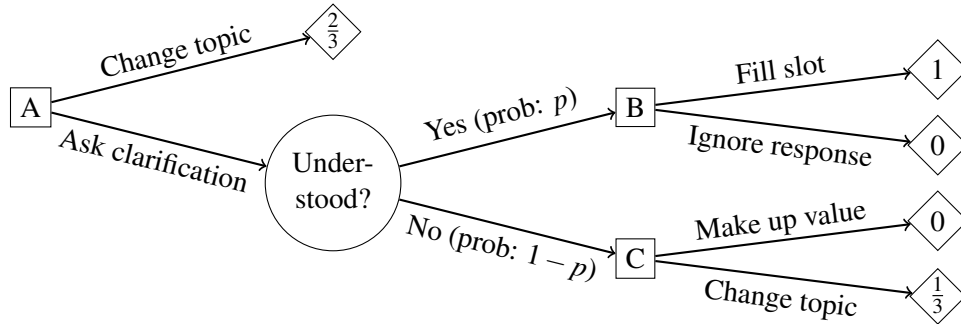 A
Change topic
2/3
Ask clarification
Under-
stood?
Yes (prob: p)
No (prob: 1 − p)
B
Fill slot
1
Ignore response
0
C
Make up value
0
Change topic
1/3